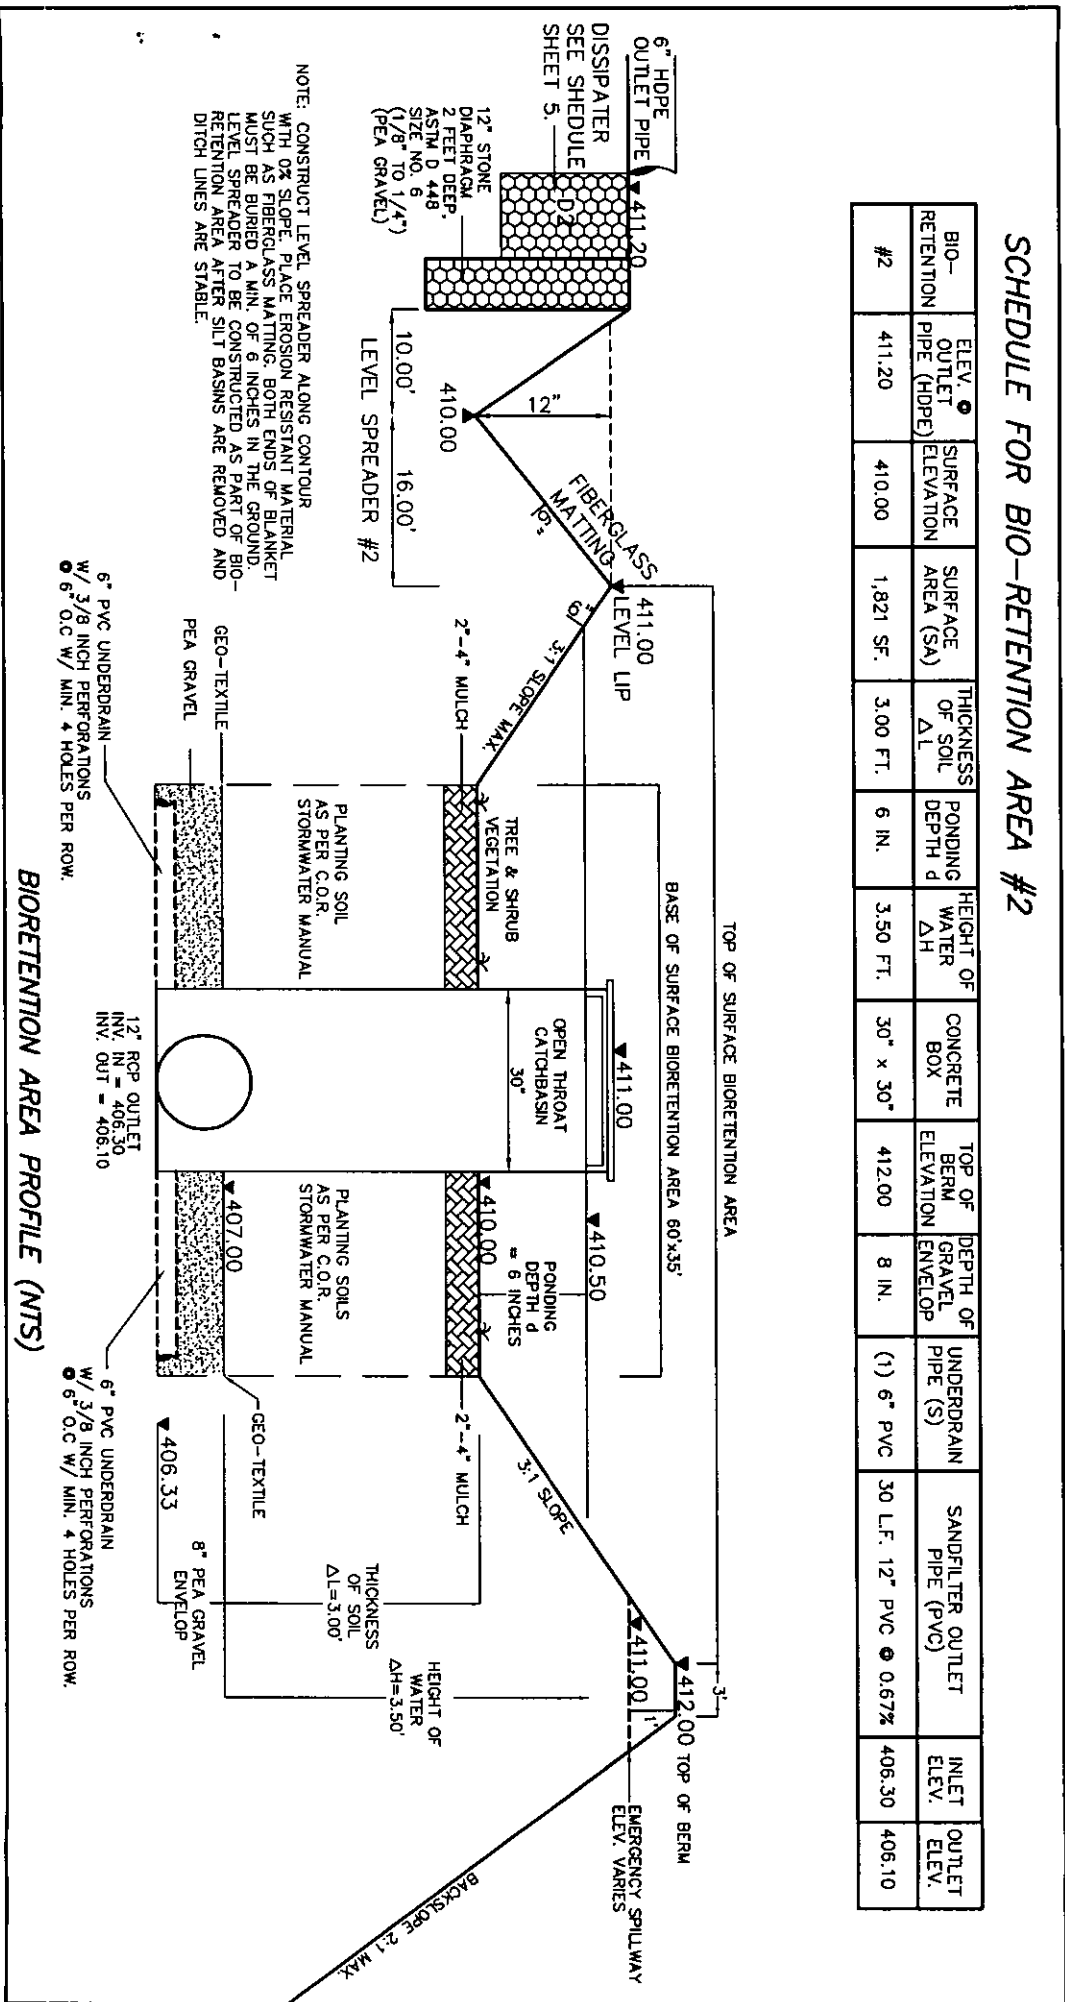 SCHEDULE FOR BIO-RETENTION AREA #2
BIO-
RETENTION
ELEV. @
OUTLET
PIPE (HDPE)
SURFACE
ELEVATION
SURFACE
AREA (SA)
THICKNESS
OF SOIL
△L
PONDING
DEPTH d
HEIGHT OF
WATER
△H
CONCRETE
BOX
TOP OF
BERM
ELEVATION
DEPTH OF
GRAVEL
ENVELOP
UNDERDRAIN
PIPE (S)
SANDFILTER OUTLET
PIPE (PVC)
INLET
ELEV.
OUTLET
ELEV.
#2
411.20
410.00
1,821 SF.
3.00 FT.
6 IN.
3.50 FT.
30" x 30"
412.00
8 IN.
(1) 6" PVC
30 L.F. 12" PVC @ 0.67%
406.30
406.10
6" HDPE
OUTLET PIPE
411.20
DISSIPATER
SEE SHEDULE
SHEET 5.
D2
12" STONE
DIAPHRAGM
2 FEET DEEP,
ASTM D 448
SIZE NO. 6
(1/8" TO 1/4")
(PEA GRAVEL)
10.00'
16.00'
LEVEL SPREADER #2
410.00
12"
FIBERGLASS
MATTING
6"
411.00
LEVEL LIP
6"
3:1 SLOPE MAX.
NOTE: CONSTRUCT LEVEL SPREADER ALONG CONTOUR
WITH 0% SLOPE. PLACE EROSION RESISTANT MATERIAL
SUCH AS FIBERGLASS MATTING. BOTH ENDS OF BLANKET
MUST BE BURIED A MIN. OF 6 INCHES IN THE GROUND.
LEVEL SPREADER TO BE CONSTRUCTED AS PART OF BIO-
RETENTION AREA AFTER SILT BASINS ARE REMOVED AND
DITCH LINES ARE STABLE.
TOP OF SURFACE BIORETENTION AREA
BASE OF SURFACE BIORETENTION AREA 60'x35'
2"-4" MULCH
TREE & SHRUB
VEGETATION
GEO-TEXTILE
PEA GRAVEL
PLANTING SOIL
AS PER C.O.R.
STORMWATER MANUAL
6" PVC UNDERDRAIN
W/ 3/8 INCH PERFORATIONS
@ 6" O.C W/ MIN. 4 HOLES PER ROW.
411.00
OPEN THROAT
CATCHBASIN
30"
12" RCP OUTLET
INV. IN = 406.30
INV. OUT = 406.10
410.50
410.00
PONDING
DEPTH d
= 6 INCHES
407.00
PLANTING SOILS
AS PER C.O.R.
STORMWATER MANUAL
2"-4" MULCH
GEO-TEXTILE
406.33
6" PVC UNDERDRAIN
W/ 3/8 INCH PERFORATIONS
@ 6" O.C W/ MIN. 4 HOLES PER ROW.
8" PEA GRAVEL
ENVELOP
THICKNESS
OF SOIL
△L=3.00'
HEIGHT OF
WATER
△H=3.50'
3:1 SLOPE
411.00
3'
1'
412.00 TOP OF BERM
EMERGENCY SPILLWAY
ELEV. VARIES
BACKSLOPE 2:1 MAX.
BIORETENTION AREA PROFILE (NTS)